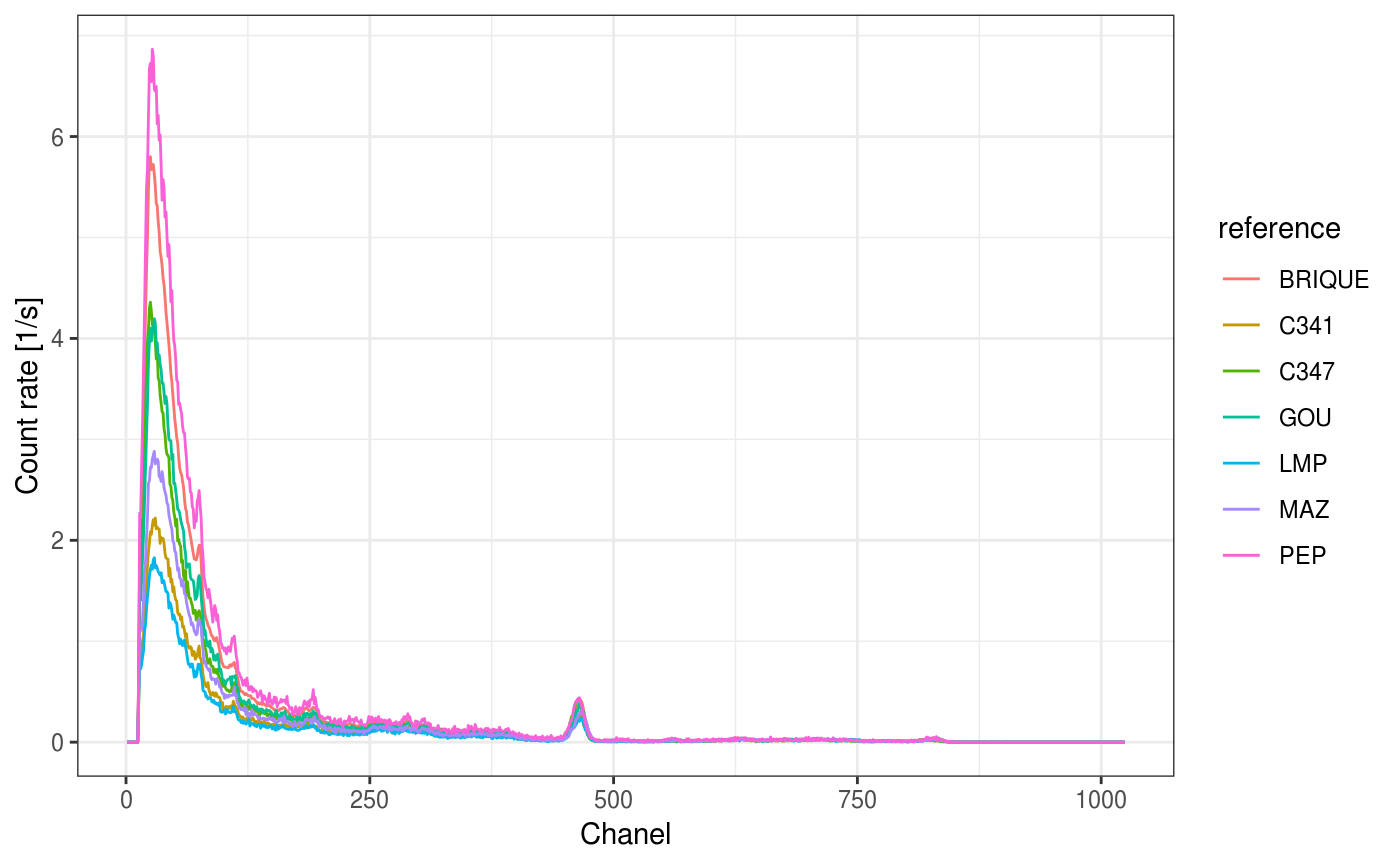 Count rate [1/s]
6
4
2
0
0 250 500 750 1000
Chanel
reference
BRIQUE
C341
C347
GOU
LMP
MAZ
PEP